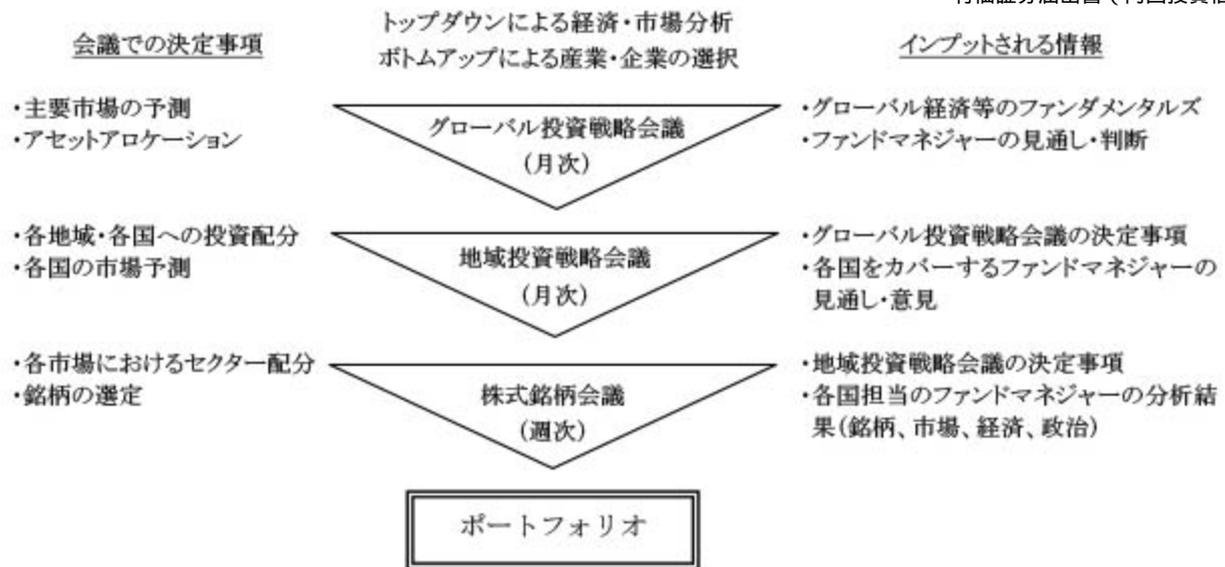 有価証券届出書(内国投資信
トップダウンによる経済・市場分析
ボトムアップによる産業・企業の選択
会議での決定事項
インプットされる情報
・主要市場の予測
・アセットアロケーション
グローバル投資戦略会議
(月次)
・グローバル経済等のファンダメンタルズ
・ファンドマネジャーの見通し・判断
・各地域・各国への投資配分
・各国の市場予測
地域投資戦略会議
(月次)
・グローバル投資戦略会議の決定事項
・各国をカバーするファンドマネジャーの
見通し・意見
・各市場におけるセクター配分
・銘柄の選定
株式銘柄会議
(週次)
・地域投資戦略会議の決定事項
・各国担当のファンドマネジャーの分析結
果(銘柄、市場、経済、政治)
ポートフォリオ